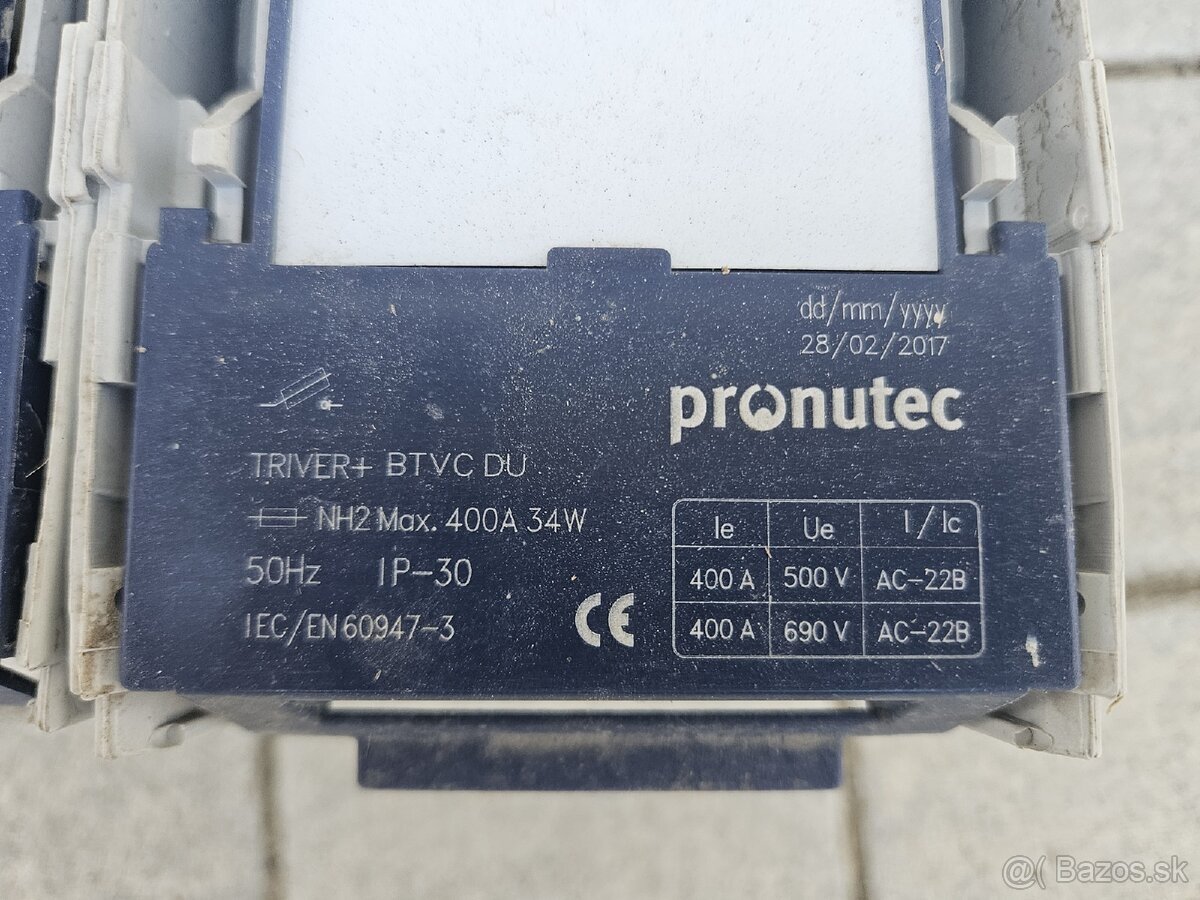 dd/mm/yyyy
28/02/2017
pronutec
TRIVER+ BTVC DU
NH2 Max. 400A 34W
50Hz IP-30
IEC/EN 60947-3
CE
Ie Ue I/Ic
400 A 500 V AC-22B
400 A 690 V AC-22B
@( Bazos.sk